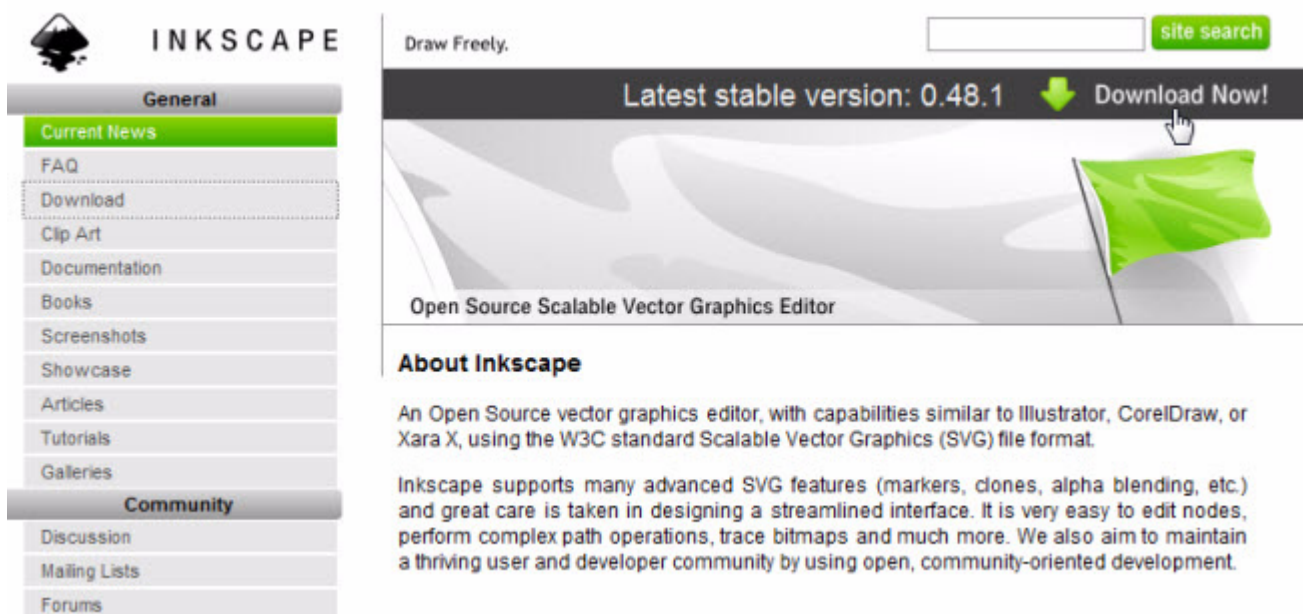 INKSCAPE
Draw Freely.
site search
Latest stable version: 0.48.1
Download Now!
General
Current News
FAQ
Download
Clip Art
Documentation
Books
Screenshots
Showcase
Articles
Tutorials
Galleries
Community
Discussion
Mailing Lists
Forums
Open Source Scalable Vector Graphics Editor
About Inkscape
An Open Source vector graphics editor, with capabilities similar to Illustrator, CorelDraw, or
Xara X, using the W3C standard Scalable Vector Graphics (SVG) file format.
Inkscape supports many advanced SVG features (markers, clones, alpha blending, etc.)
and great care is taken in designing a streamlined interface. It is very easy to edit nodes,
perform complex path operations, trace bitmaps and much more. We also aim to maintain
a thriving user and developer community by using open, community-oriented development.